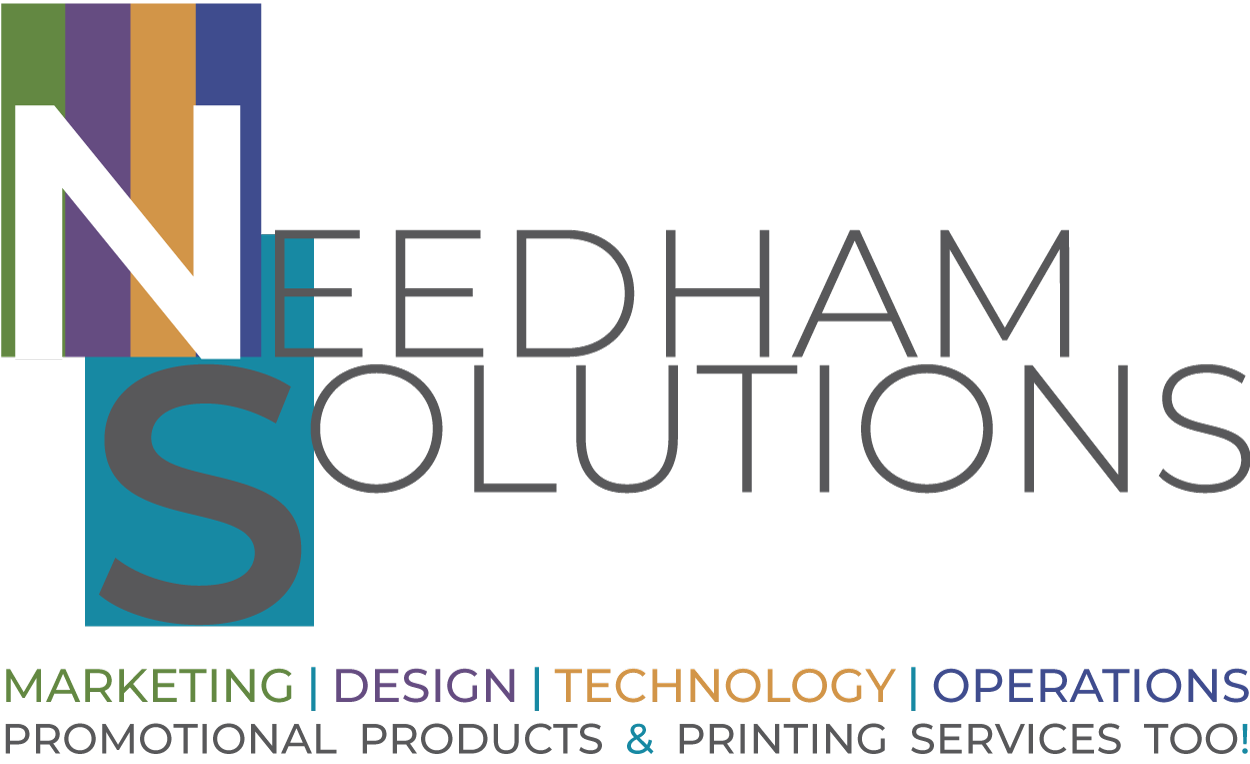 NEEDHAM
SOLUTIONS
MARKETING | DESIGN | TECHNOLOGY | OPERATIONS
PROMOTIONAL PRODUCTS & PRINTING SERVICES TOO!